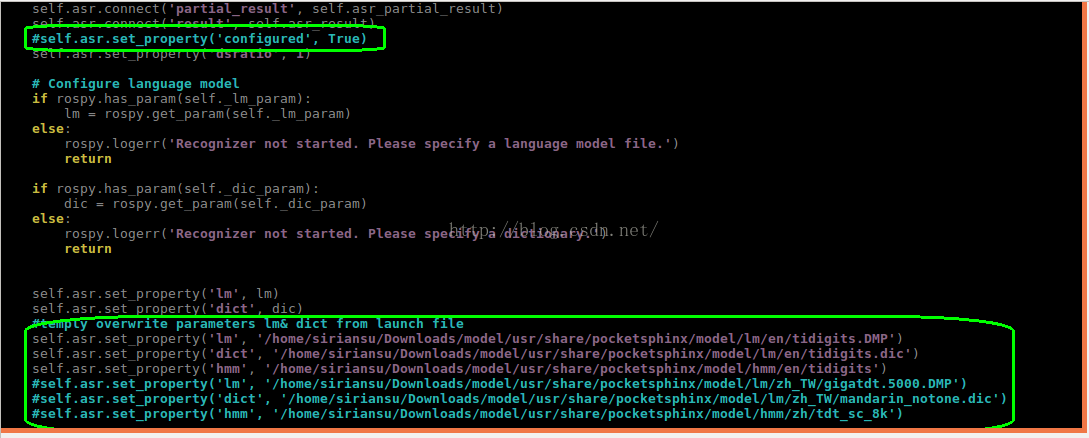 self.asr.connect('partial_result', self.asr_partial_result)
self.asr.connect('result', self.asr_result)
#self.asr.set_property('configured', True)
self.asr.set_property('dsratio', 1)
# Configure language model
if rospy.has_param(self._lm_param):
lm = rospy.get_param(self._lm_param)
else:
rospy.logerr('Recognizer not started. Please specify a language model file.')
return
if rospy.has_param(self._dic_param):
dic = rospy.get_param(self._dic_param)
else:
rospy.logerr('Recognizer not started. Please specify a dictionary.')
http://blog.csdn.net/
return
self.asr.set_property('lm', lm)
self.asr.set_property('dict', dic)
#tempty overwrite parameters lm& dict from launch file
self.asr.set_property('lm', '/home/siriansu/Downloads/model/usr/share/pocketsphinx/model/lm/en/tidigits.DMP')
self.asr.set_property('dict', '/home/siriansu/Downloads/model/usr/share/pocketsphinx/model/lm/en/tidigits.dic')
self.asr.set_property('hmm', '/home/siriansu/Downloads/model/usr/share/pocketsphinx/model/hmm/en/tidigits')
#self.asr.set_property('lm', '/home/siriansu/Downloads/model/usr/share/pocketsphinx/model/lm/zh_TW/gigatdt.5000.DMP')
#self.asr.set_property('dict', '/home/siriansu/Downloads/model/usr/share/pocketsphinx/model/lm/zh_TW/mandarin_notone.dic')
#self.asr.set_property('hmm', '/home/siriansu/Downloads/model/usr/share/pocketsphinx/model/hmm/zh/tdt_sc_8k')